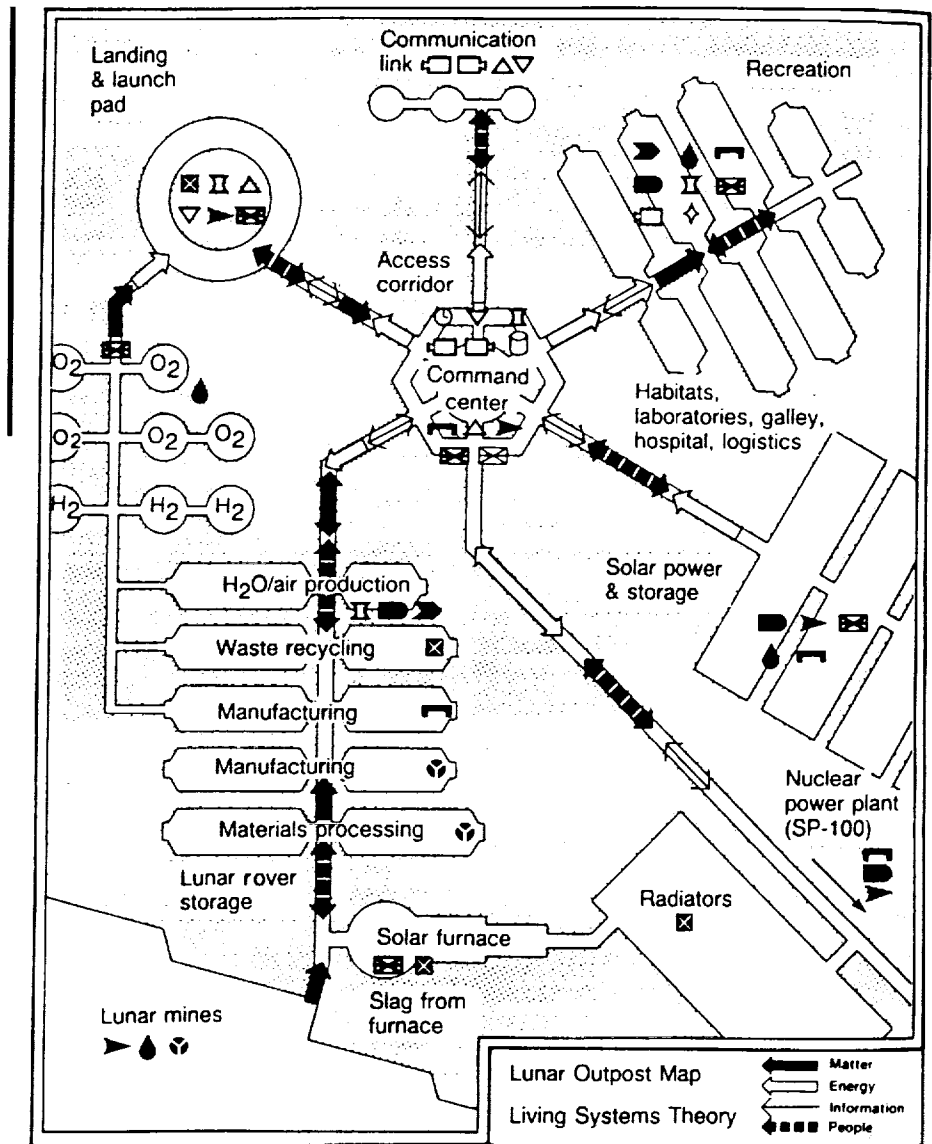 Landing
& launch
pad
Communication
link
Recreation
Access
corridor
Command
center
O2
O2
O2
O2
O2
H2
H2
H2
Habitats,
laboratories, galley,
hospital, logistics
Solar power
& storage
H2O/air production
Waste recycling
Manufacturing
Manufacturing
Materials processing
Lunar rover
storage
Nuclear
power plant
(SP-100)
Radiators
Solar furnace
Slag from
furnace
Lunar mines
Lunar Outpost Map
Living Systems Theory
Matter
Energy
Information
People